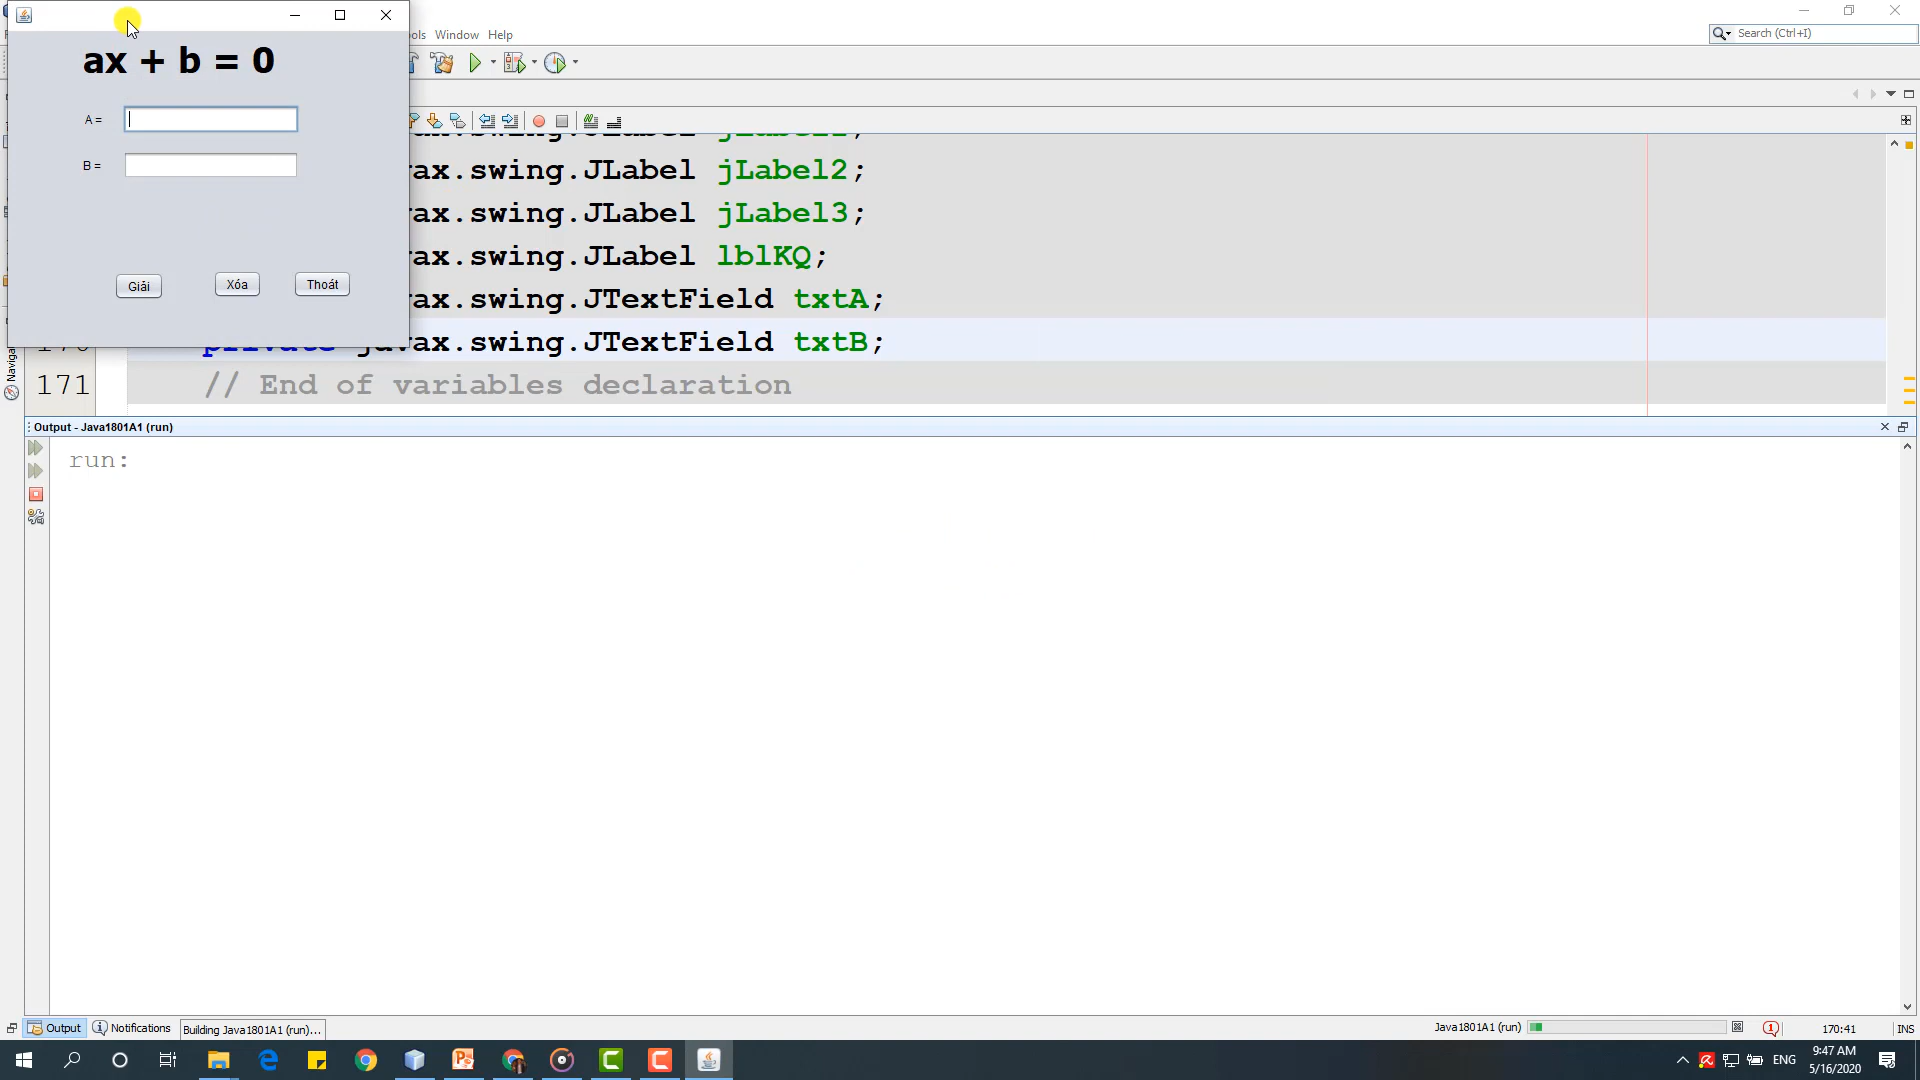 ols Window Help
Search (Ctrl+I)
ax + b = 0
A =
B =
Giải Xóa Thoát
ax.swing.JLabel jLabel2;
ax.swing.JLabel jLabel3;
ax.swing.JLabel lblKQ;
ax.swing.JTextField txtA;
private javax.swing.JTextField txtB;
171 // End of variables declaration
Output - Java1801A1 (run)
run:
Output Notifications Building Java1801A1 (run)...
Java1801A1 (run) 170:41 INS
ENG
9:47 AM
5/16/2020